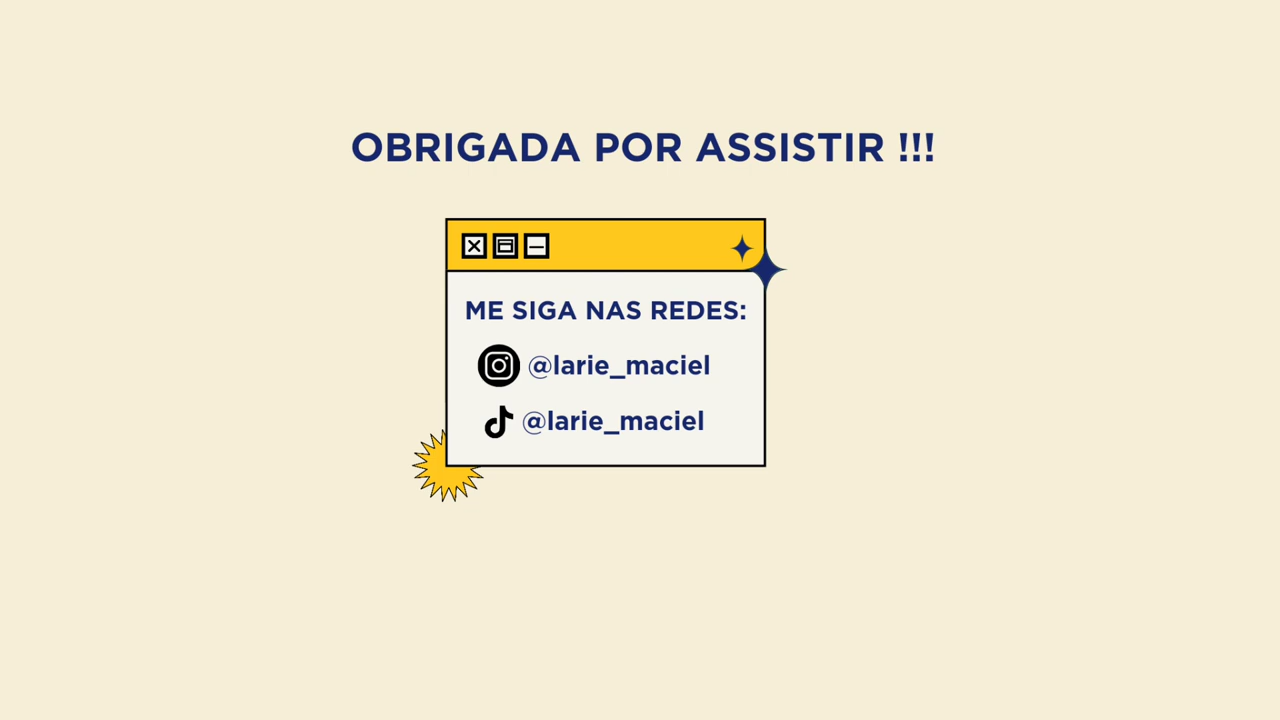 OBRIGADA POR ASSISTIR !!!
ME SIGA NAS REDES:
@larie_maciel
@larie_maciel